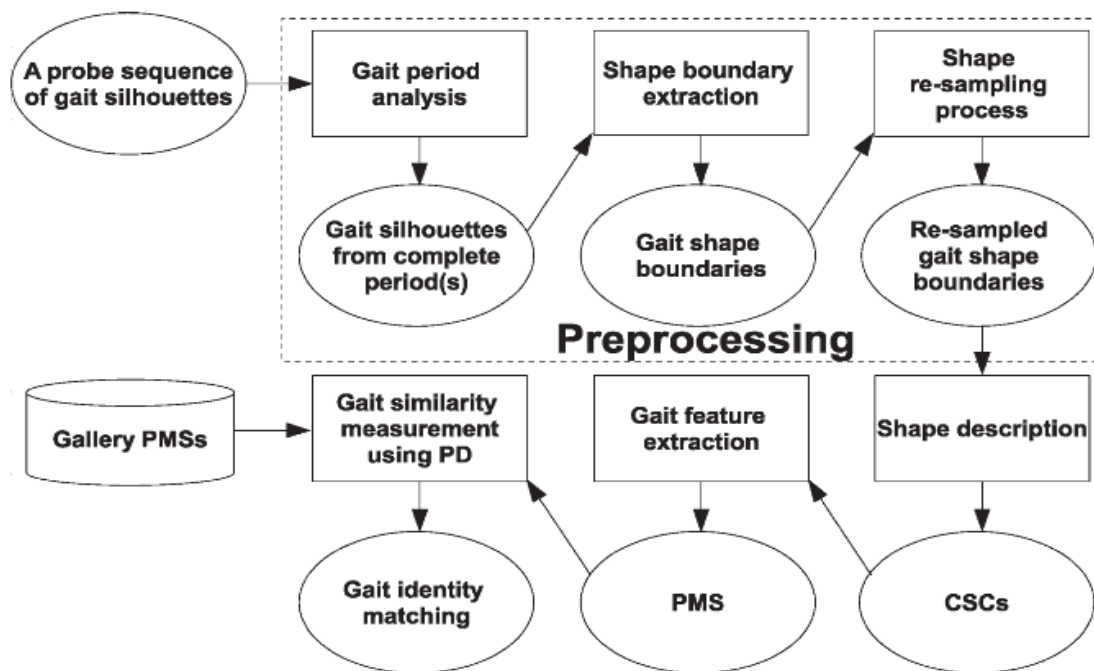 A probe sequence
of gait silhouettes
Gait period
analysis
Shape boundary
extraction
Shape
re-sampling
process
Gait silhouettes
from complete
period(s)
Gait shape
boundaries
Re-sampled
gait shape
boundaries
Preprocessing
Gallery PMSs
Gait similarity
measurement
using PD
Gait feature
extraction
Shape description
Gait identity
matching
PMS
CSCs